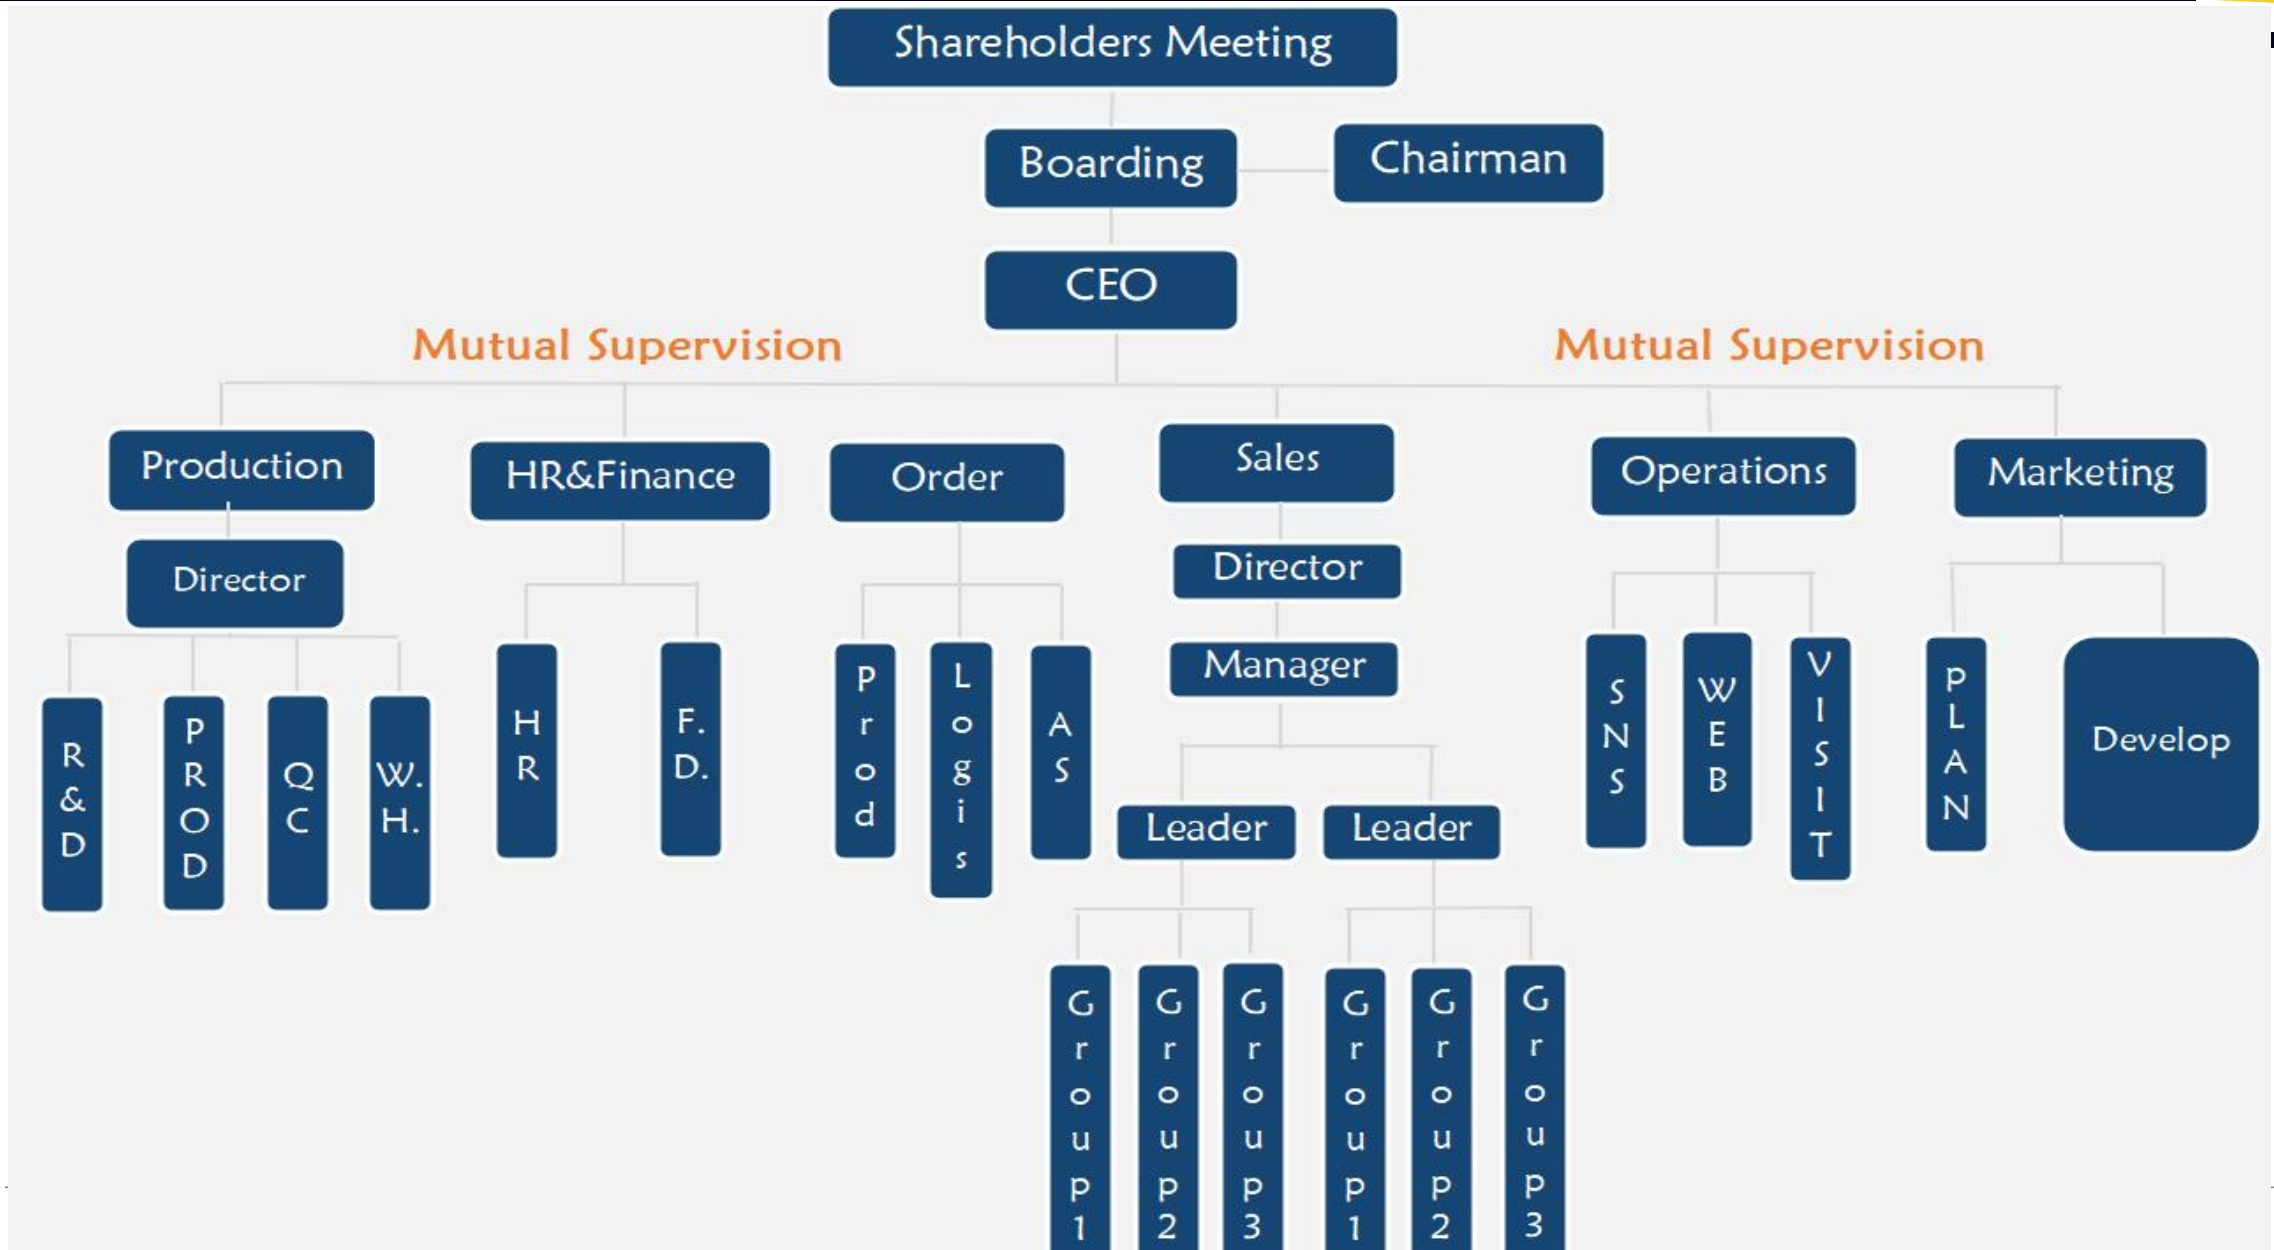 Shareholders Meeting
Boarding
Chairman
CEO
Mutual Supervision
Mutual Supervision
Production
HR&Finance
Order
Sales
Operations
Marketing
Director
Director
Manager
R&D
PROD
QC
W.H.
HR
F.D.
Prod
Logis
AS
Leader
Leader
SNS
WEB
VISIT
PLAN
Develop
Group1
Group2
Group3
Group1
Group2
Group3